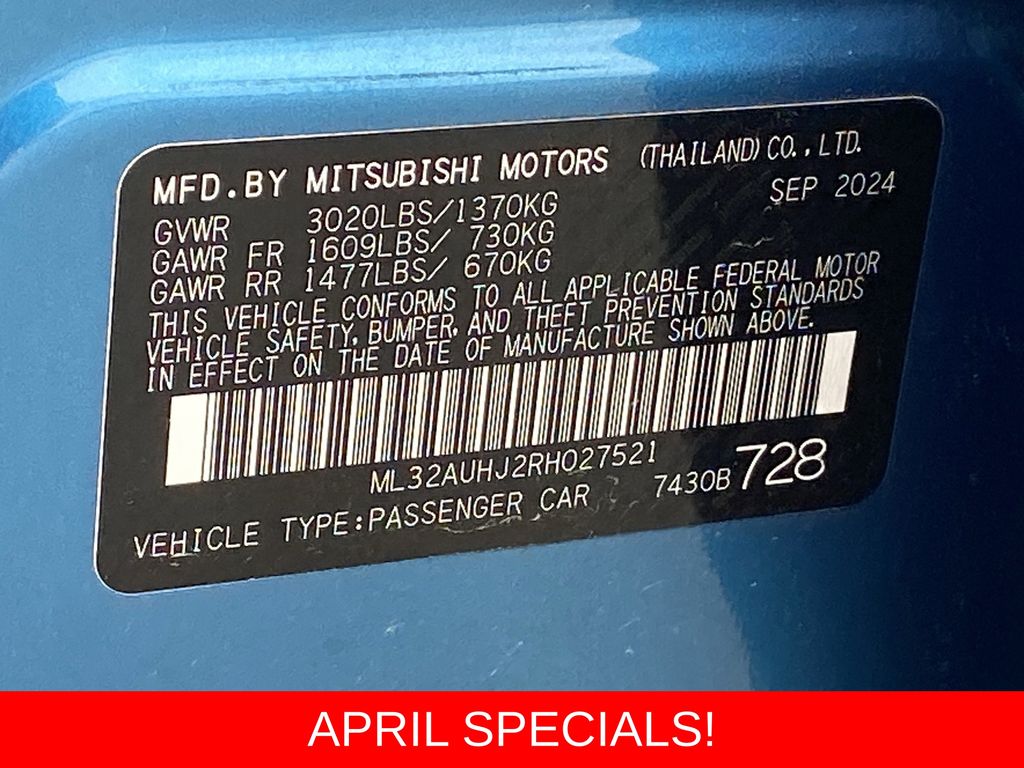 MFD.BY MITSUBISHI MOTORS (THAILAND) CO., LTD.
SEP 2024
GVWR 3020LBS/1370KG
GAWR FR 1609LBS/ 730KG
GAWR RR 1477LBS/ 670KG
THIS VEHICLE CONFORMS TO ALL APPLICABLE FEDERAL MOTOR
VEHICLE SAFETY, BUMPER, AND THEFT PREVENTION STANDARDS
IN EFFECT ON THE DATE OF MANUFACTURE SHOWN ABOVE.
ML32AUHJ2RH027521
VEHICLE TYPE:PASSENGER CAR 7430B728
APRIL SPECIALS!